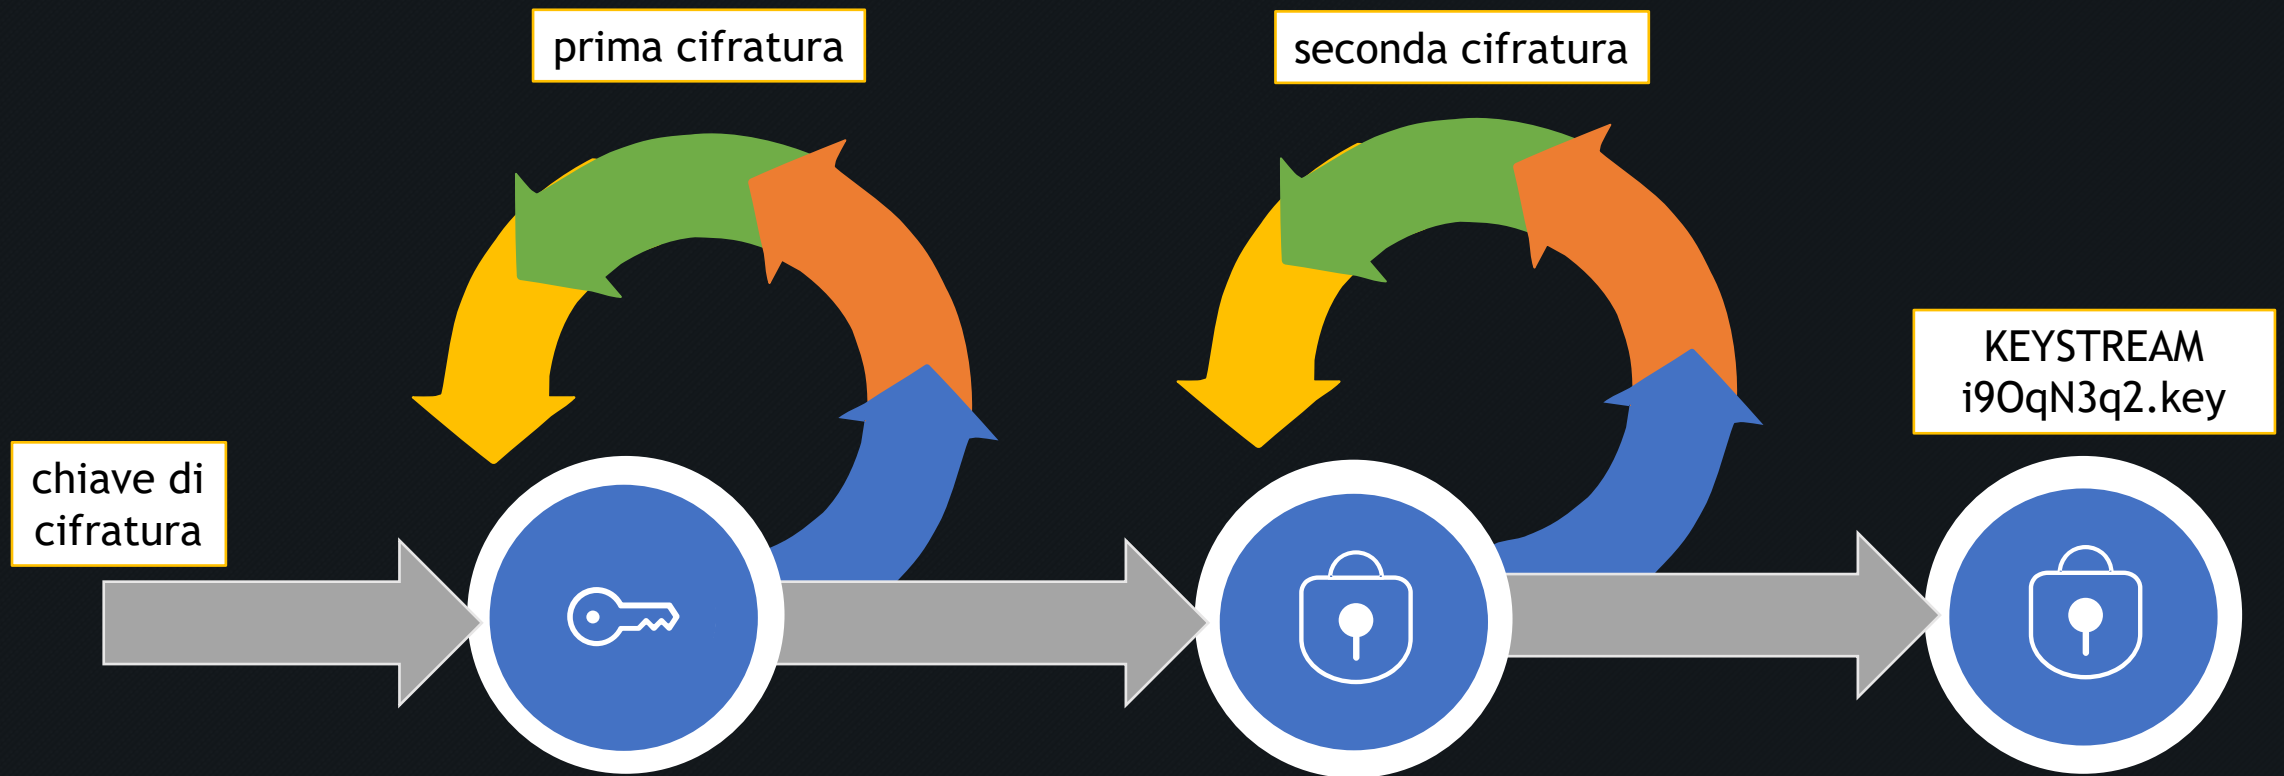 prima cifratura
seconda cifratura
KEYSTREAM
i9OqN3q2.key
chiave di
cifratura